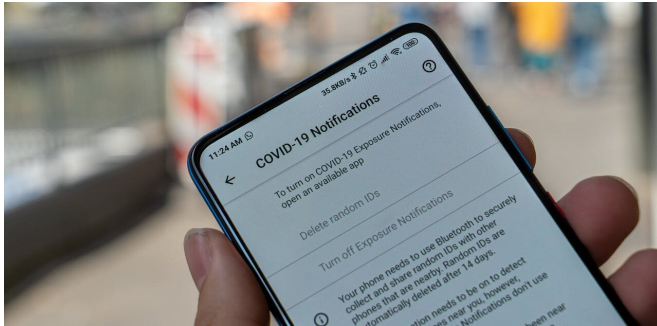 11:24 AM
35.8KB/s
COVID-19 Notifications
To turn on COVID-19 Exposure Notifications,
open an available app
Delete random IDs
Turn off Exposure Notifications
Your phone needs to use Bluetooth to securely
collect and share random IDs with other
phones that are nearby. Random IDs are
automatically deleted after 14 days.
needs to be on to detect
near you, however,
Notifications don't use
been near